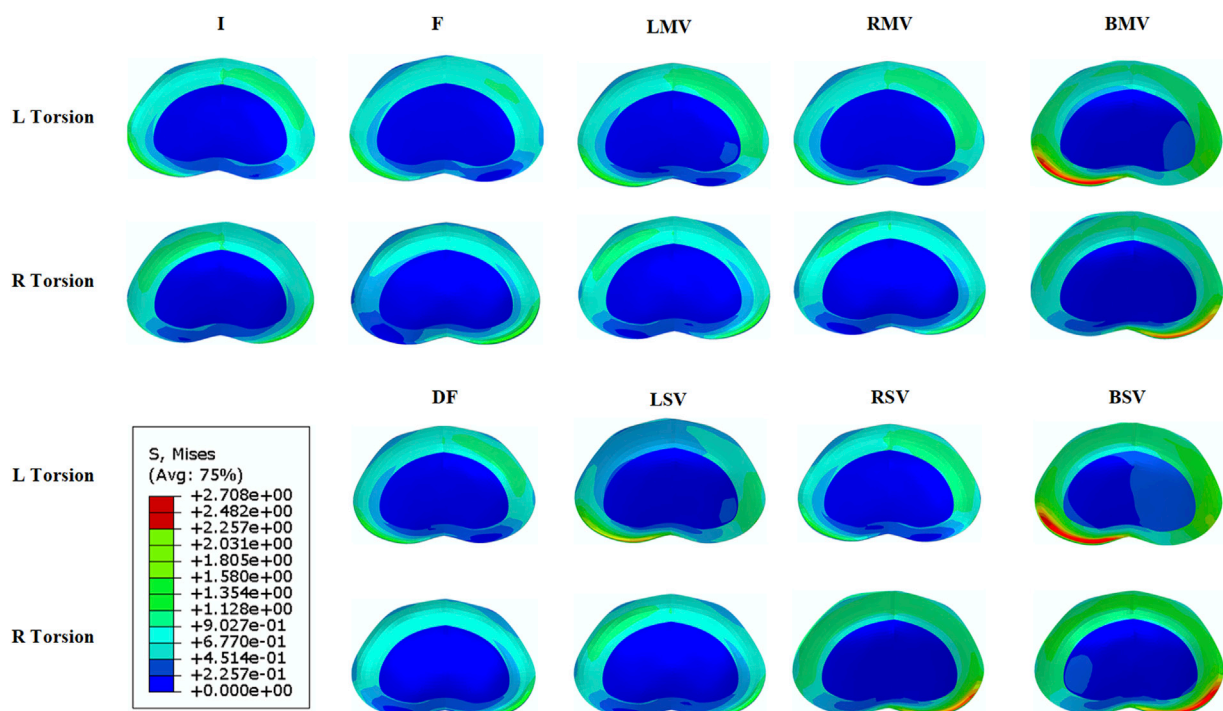 I F LMV RMV BMV
L Torsion
R Torsion
DF LSV RSV BSV
L Torsion
S, Mises
(Avg: 75%)
+2.708e+00
+2.482e+00
+2.257e+00
+2.031e+00
+1.805e+00
+1.580e+00
+1.354e+00
+1.128e+00
+9.027e-01
+6.770e-01
+4.514e-01
+2.257e-01
+0.000e+00
R Torsion